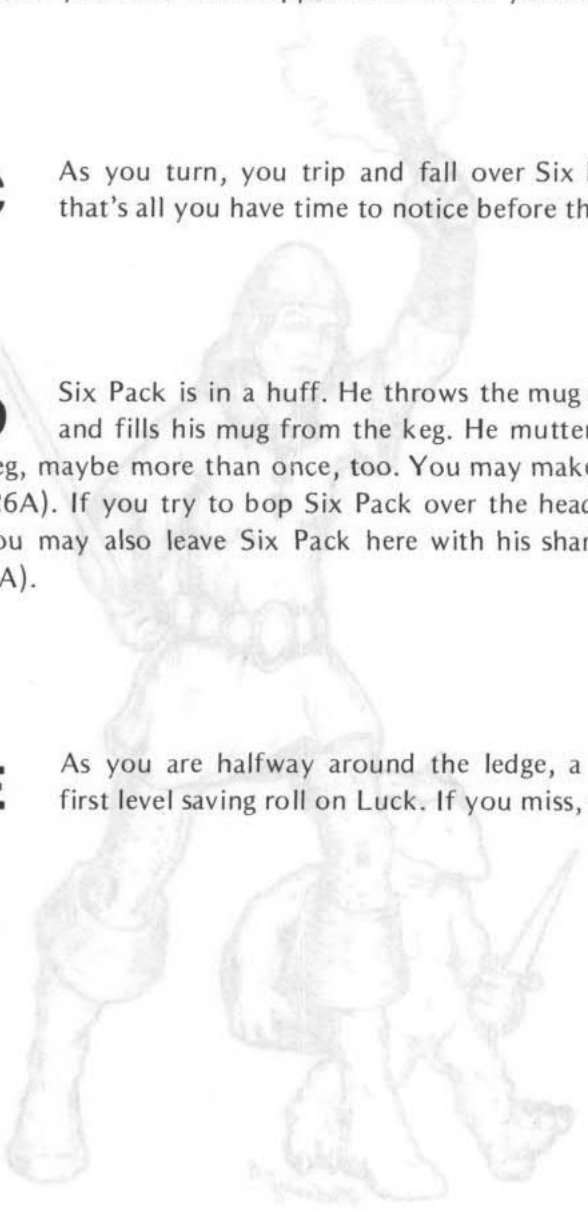 C As you turn, you trip and fall over Six
that's all you have time to notice before
D Six Pack is in a huff. He throws the mug
and fills his mug from the keg. He mutter
eg, maybe more than once, too. You may make
6A). If you try to bop Six Pack over the head
ou may also leave Six Pack here with his shar
A).
E As you are halfway around the ledge, a
first level saving roll on Luck. If you miss,